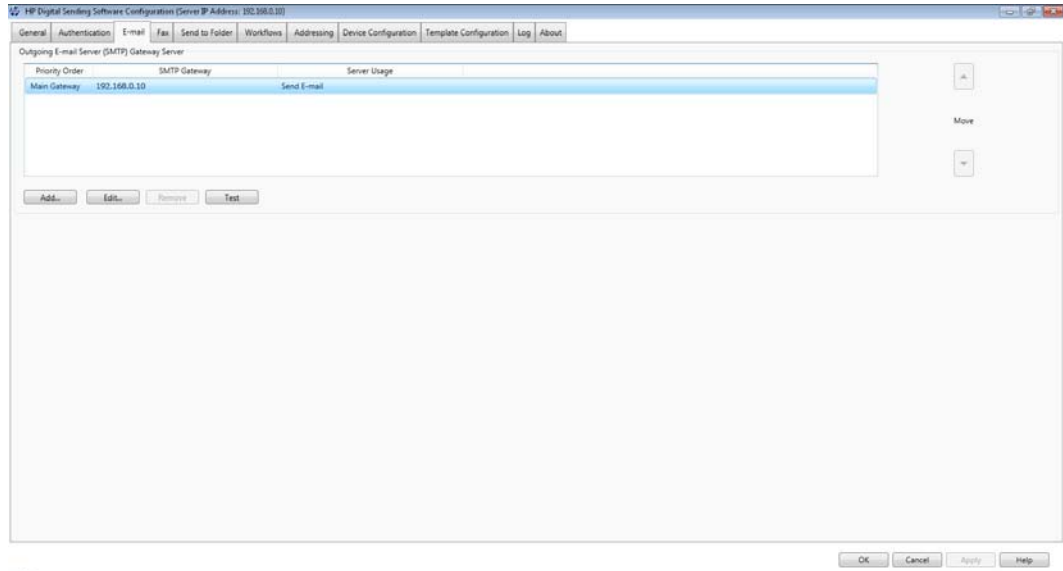 HP Digital Sending Software Configuration (Server IP Address: 192.168.0.10)
General Authentication E-mail Fax Send to Folder Workflows Addressing Device Configuration Template Configuration Log About
Outgoing E-mail Server (SMTP) Gateway Server
Priority Order SMTP Gateway Server Usage
Main Gateway 192.168.0.10 Send E-mail
Move
Add... Edit... Remove Test
OK Cancel Apply Help